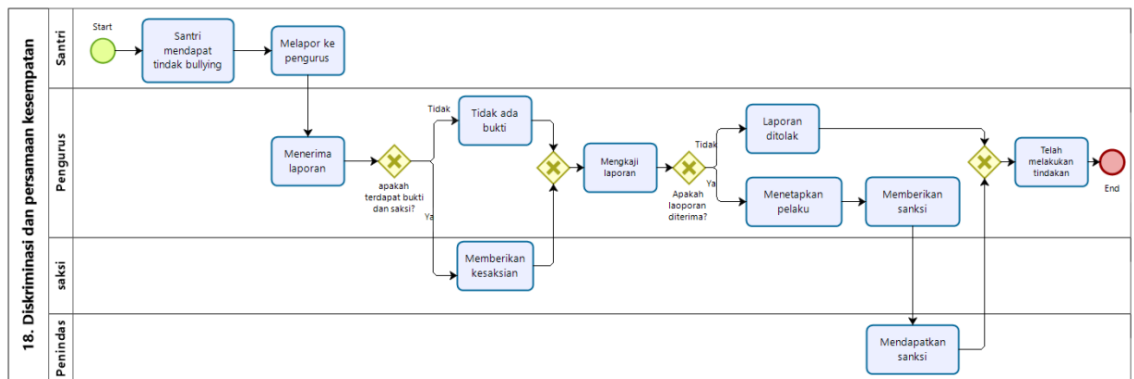 18. Diskriminasi dan persamaan kesempatan
Santri
Start
Santri
mendapat
tindak bullying
Melapor ke
pengurus
Pengurus
Menerima
laporan
apakah
terdapat bukti
dan saksi?
Tidak
Tidak ada
bukti
Ya
Mengkaji
laporan
Apakah
laoporan
diterima?
Tidak
Laporan
ditolak
Ya
Menetapkan
pelaku
Memberikan
sanksi
Telah
melakukan
tindakan
End
saksi
Memberikan
kesaksian
Penindas
Mendapatkan
sanksi